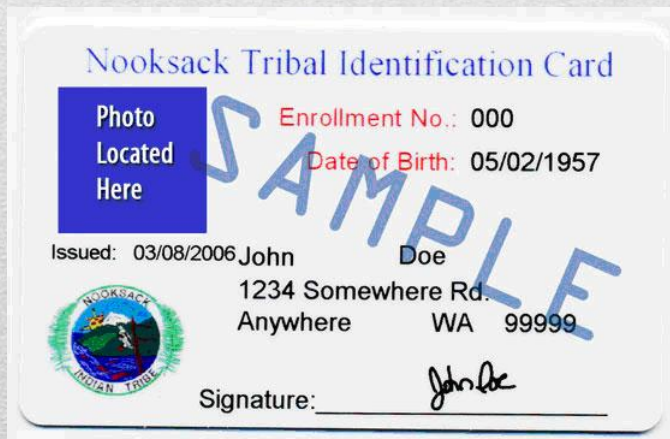 Nooksack Tribal Identification Card
Photo
Located
Here
Enrollment No.: 000
Date of Birth: 05/02/1957
SAMPLE
Issued: 03/08/2006
John Doe
1234 Somewhere Rd.
Anywhere WA 99999
NOOKSACK
INDIAN TRIBE
Signature: John Doe